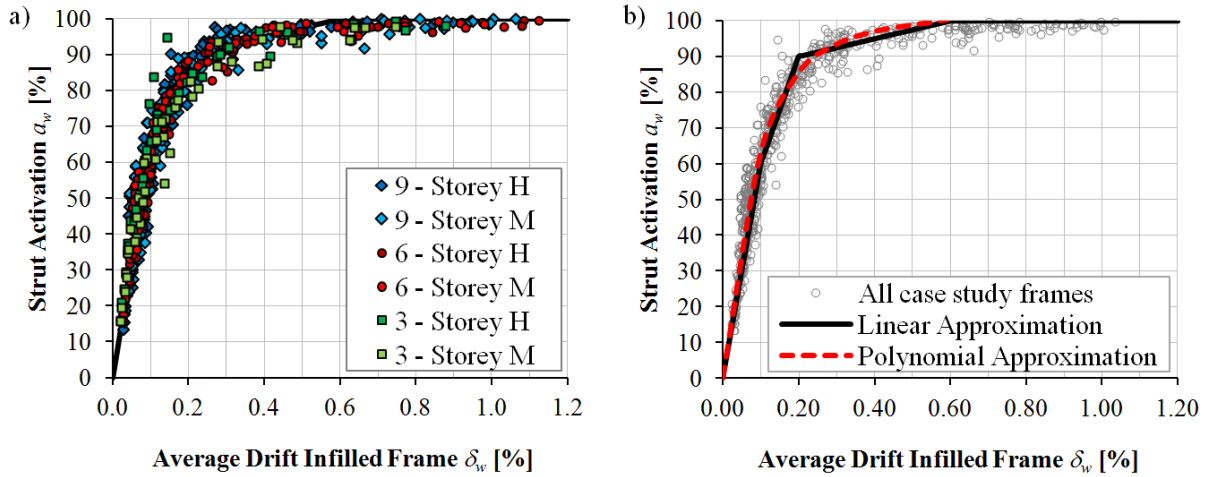 a)
Strut Activation a_w [%]
100
90
80
70
60
50
40
30
20
10
0
9 - Storey H
9 - Storey M
6 - Storey H
6 - Storey M
3 - Storey H
3 - Storey M
0.0 0.2 0.4 0.6 0.8 1.0 1.2
Average Drift Infilled Frame δ_w [%]
b)
Strut Activation a_w [%]
100
90
80
70
60
50
40
30
20
10
0
All case study frames
Linear Approximation
Polynomial Approximation
0.00 0.20 0.40 0.60 0.80 1.00 1.20
Average Drift Infilled Frame δ_w [%]